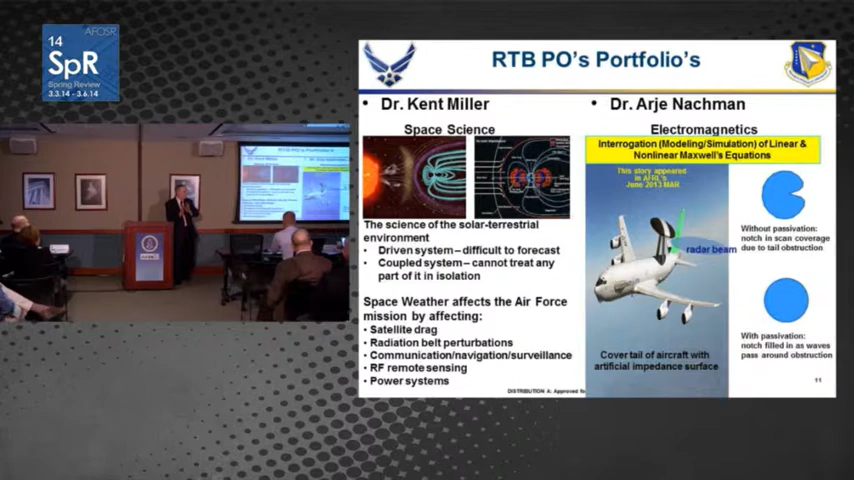 AFOSR
14
SpR
Spring Review
3.3.14 - 3.6.14
RTB PO's Portfolio's
• Dr. Kent Miller
Space Science
The science of the solar-terrestrial
environment
• Driven system – difficult to forecast
• Coupled system – cannot treat any
part of it in isolation
Space Weather affects the Air Force
mission by affecting:
• Satellite drag
• Radiation belt perturbations
• Communication/navigation/surveillance
• RF remote sensing
• Power systems
• Dr. Arje Nachman
Electromagnetics
Interrogation (Modeling/Simulation) of Linear &
Nonlinear Maxwell's Equations
This story appeared
in AFRL's
June 2013 MAR
radar beam
Cover tail of aircraft with
artificial impedance surface
Without passivation:
notch in scan coverage
due to tail obstruction
With passivation:
notch filled in as waves
pass around obstruction
DISTRIBUTION A: Approved fo
11
RTB PO's Portfolio's